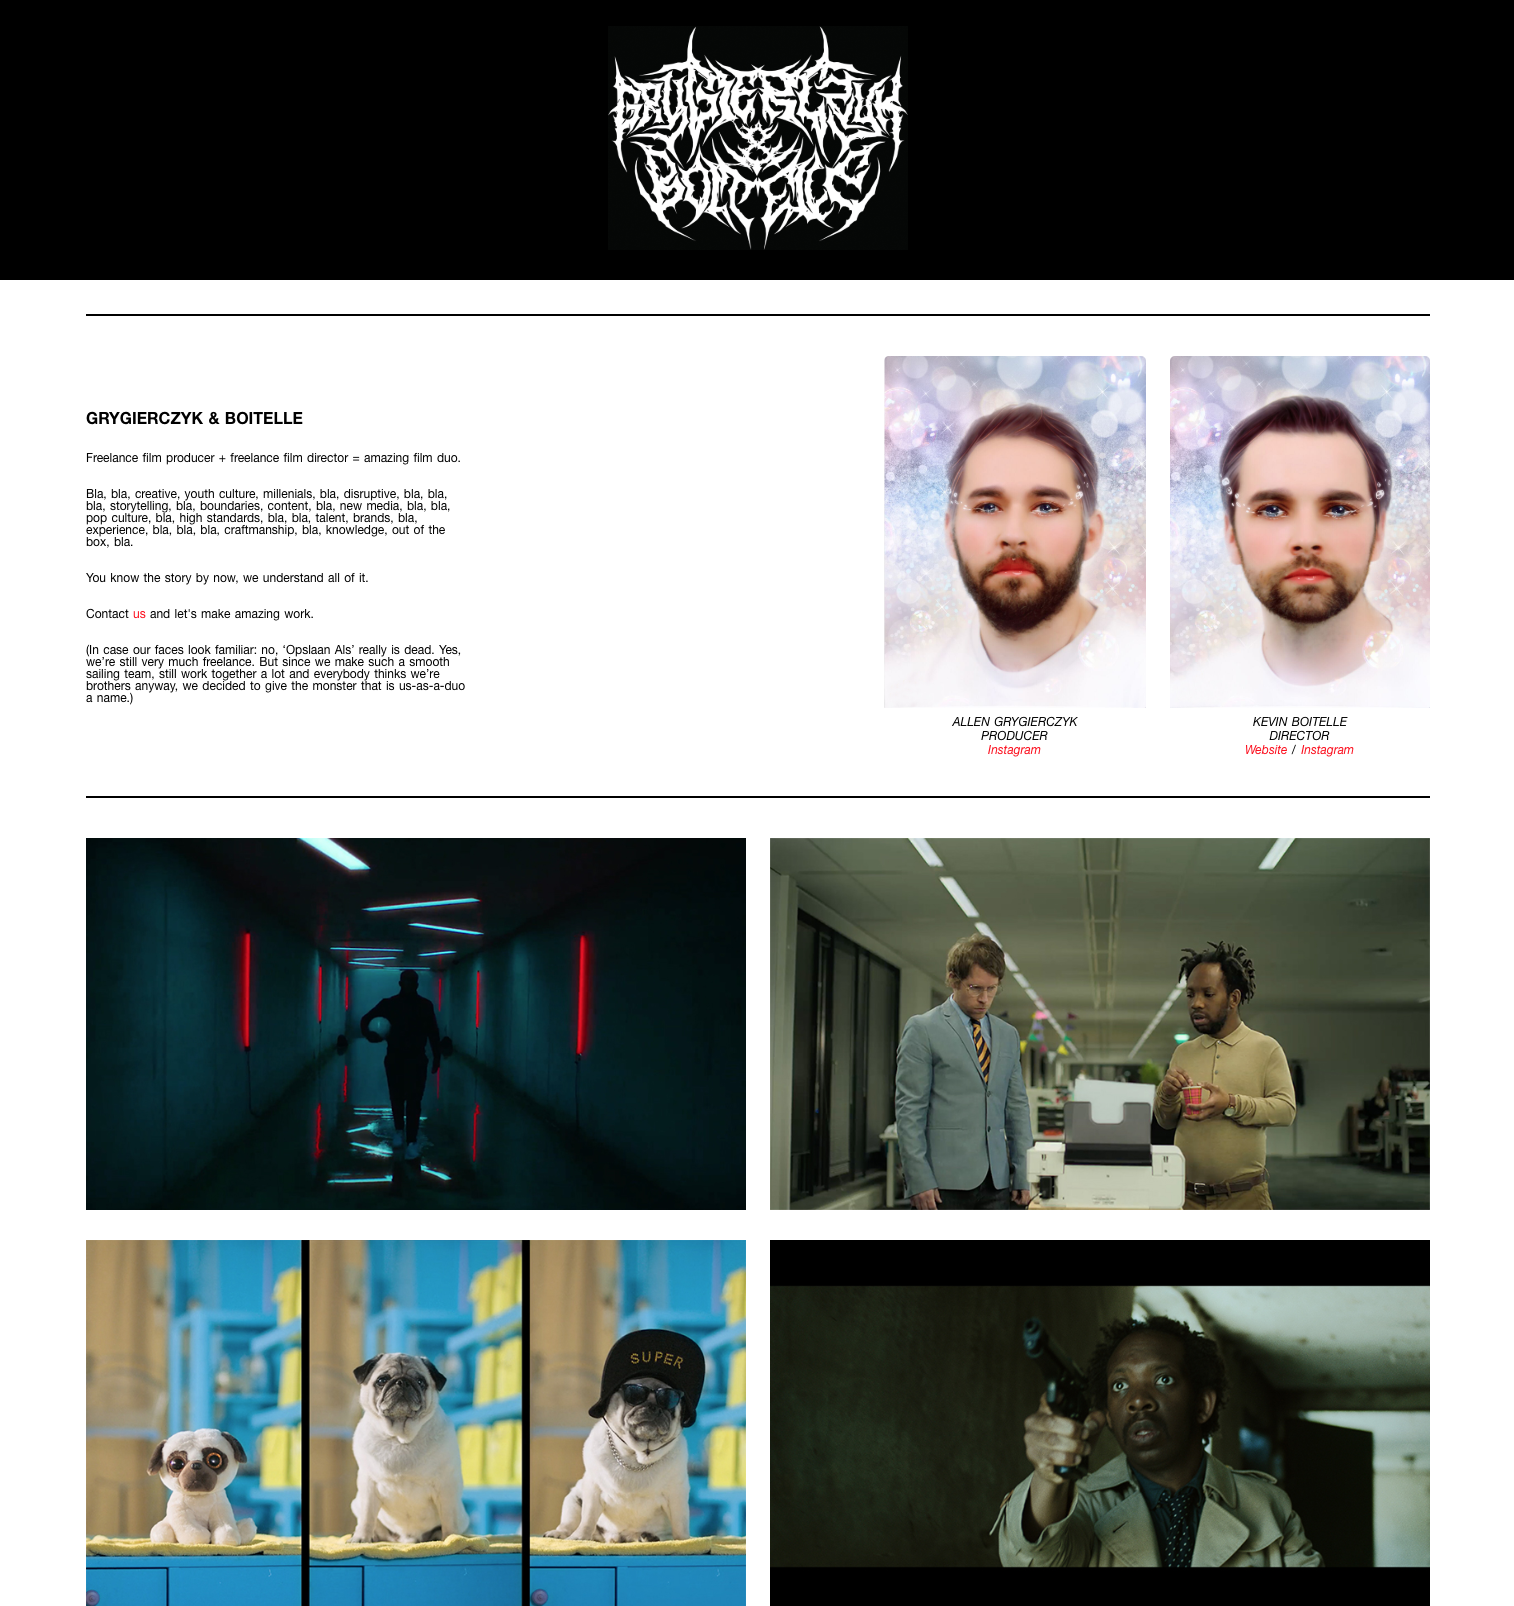 GRYGIERCZYK
&
BOITELLE
GRYGIERCZYK & BOITELLE
Freelance film producer + freelance film director = amazing film duo.
Bla, bla, creative, youth culture, millenials, bla, disruptive, bla, bla,
bla, storytelling, bla, boundaries, content, bla, new media, bla, bla,
pop culture, bla, high standards, bla, bla, talent, brands, bla,
experience, bla, bla, bla, craftmanship, bla, knowledge, out of the
box, bla.
You know the story by now, we understand all of it.
Contact us and let's make amazing work.
(In case our faces look familiar: no, ‘Opslaan Als’ really is dead. Yes,
we’re still very much freelance. But since we make such a smooth
sailing team, still work together a lot and everybody thinks we’re
brothers anyway, we decided to give the monster that is us-as-a-duo
a name.)
ALLEN GRYGIERCZYK
PRODUCER
Instagram
KEVIN BOITELLE
DIRECTOR
Website / Instagram
SUPER